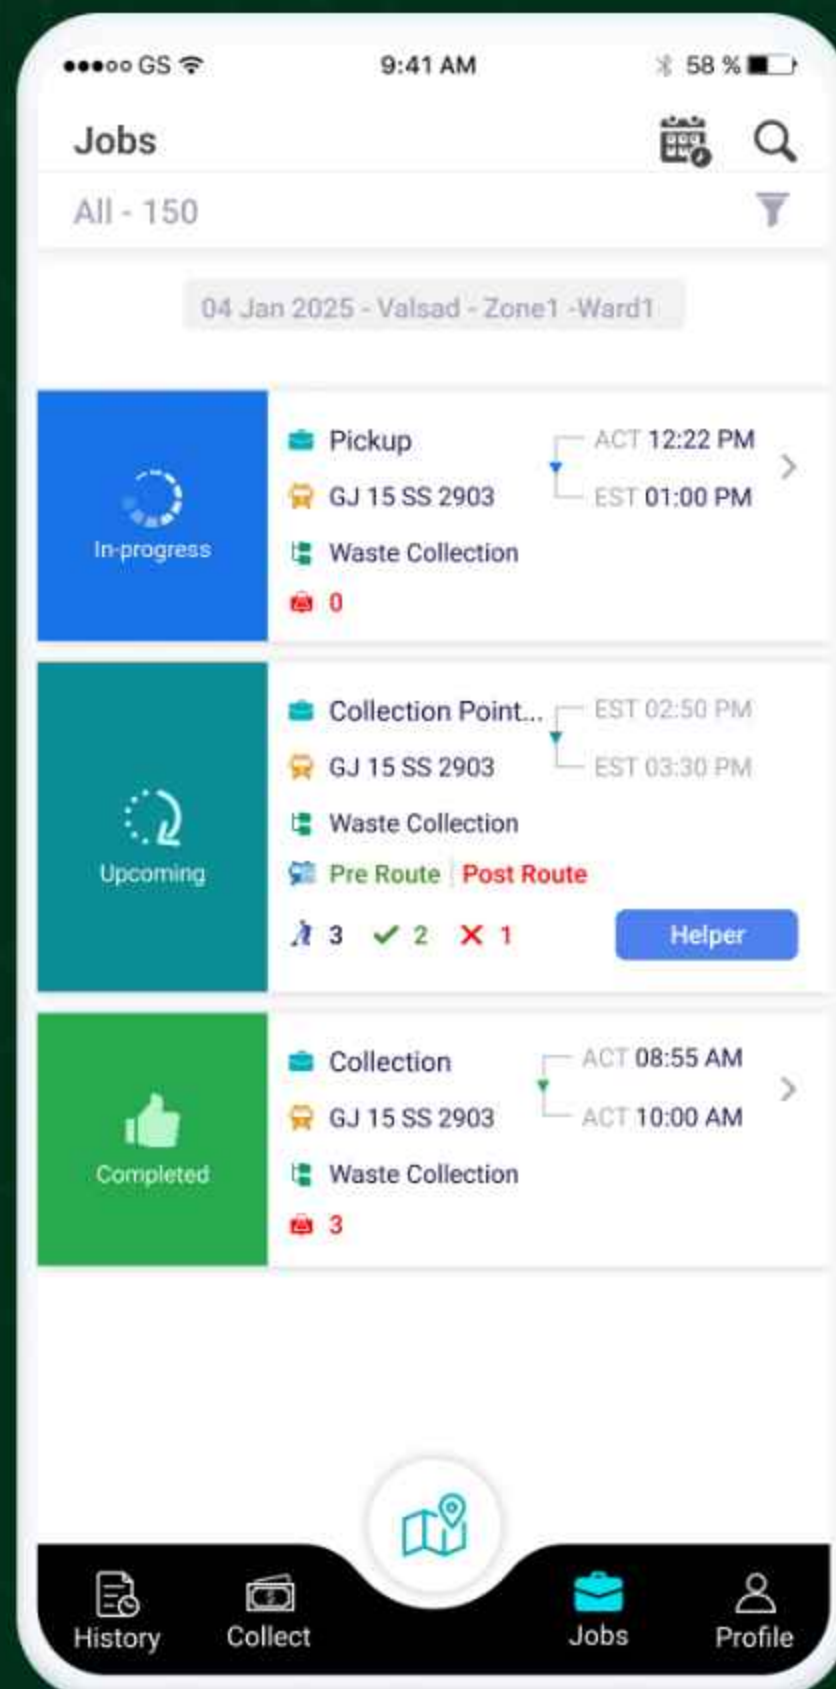 GS 9:41 AM 58 %
Jobs
All - 150
04 Jan 2025 - Valsad - Zone1 -Ward1
In-progress
Pickup
ACT 12:22 PM
GJ 15 SS 2903
EST 01:00 PM
Waste Collection
0
Upcoming
Collection Point...
EST 02:50 PM
GJ 15 SS 2903
EST 03:30 PM
Waste Collection
Pre Route Post Route
3 2 1 Helper
Completed
Collection
ACT 08:55 AM
GJ 15 SS 2903
ACT 10:00 AM
Waste Collection
3
History Collect Jobs Profile